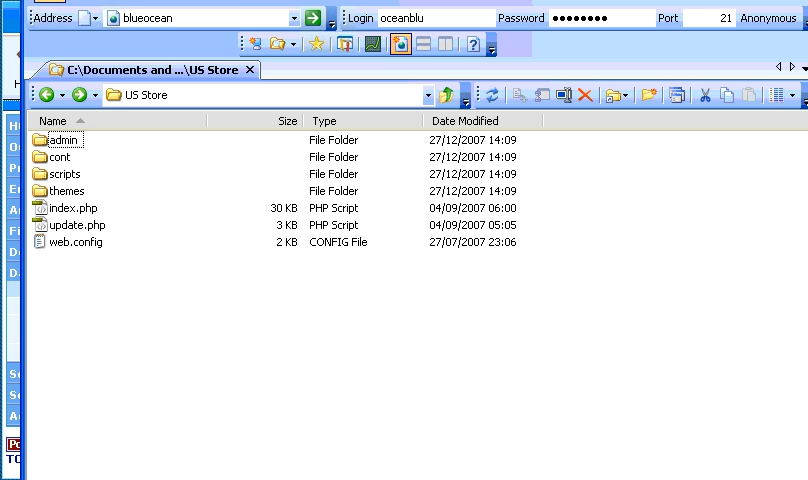 Address blueocean Login oceanblu Password ●●●●●●●● Port 21 Anonymous
C:\Documents and ...\US Store
US Store
Name Size Type Date Modified
admin File Folder 27/12/2007 14:09
cont File Folder 27/12/2007 14:09
scripts File Folder 27/12/2007 14:09
themes File Folder 27/12/2007 14:09
index.php 30 KB PHP Script 04/09/2007 06:00
update.php 3 KB PHP Script 04/09/2007 05:05
web.config 2 KB CONFIG File 27/07/2007 23:06